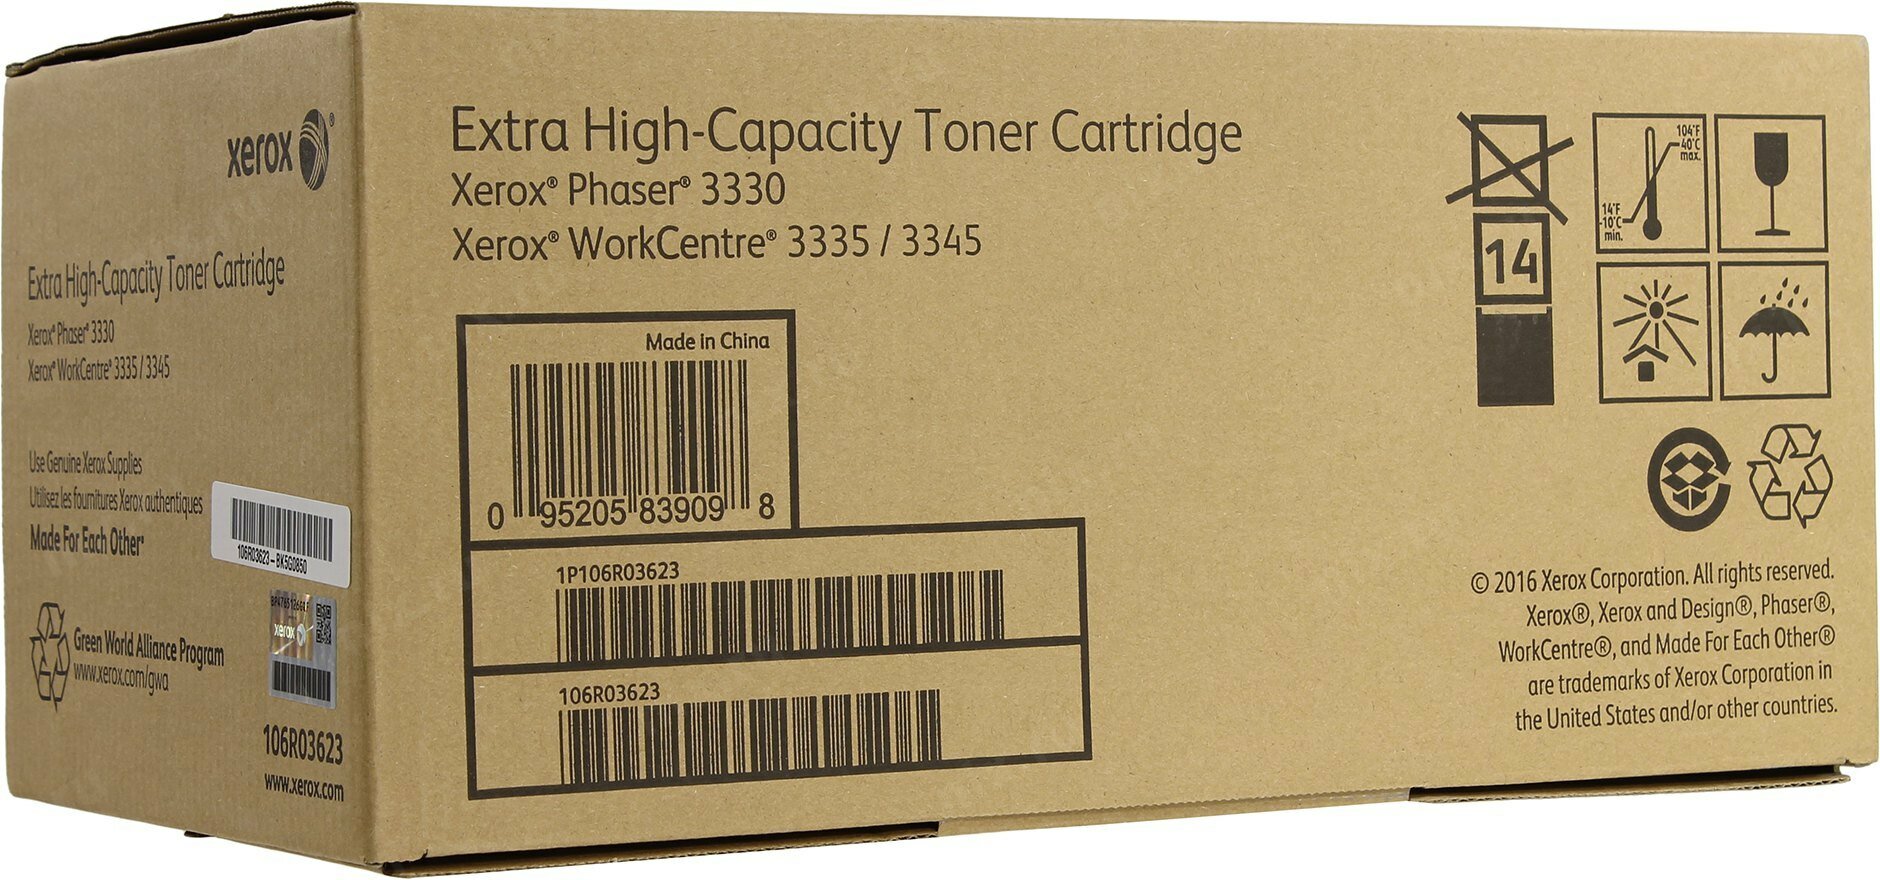 xerox ®
Extra High-Capacity Toner Cartridge
Xerox® Phaser® 3330
Xerox® WorkCentre® 3335 / 3345
Use Genuine Xerox Supplies
Utilisez les fournitures Xerox authentiques
Made For Each Other®
106R03623-BK5G0850
xerox
Green World Alliance Program
www.xerox.com/gwa
106R03623
www.xerox.com
Extra High-Capacity Toner Cartridge
Xerox® Phaser® 3330
Xerox® WorkCentre® 3335 / 3345
Made in China
0 95205 83909 8
1P106R03623
106R03623
14
104°F
40°C
max.
14°F
-10°C
min.
© 2016 Xerox Corporation. All rights reserved.
Xerox®, Xerox and Design®, Phaser®,
WorkCentre®, and Made For Each Other®
are trademarks of Xerox Corporation in
the United States and/or other countries.